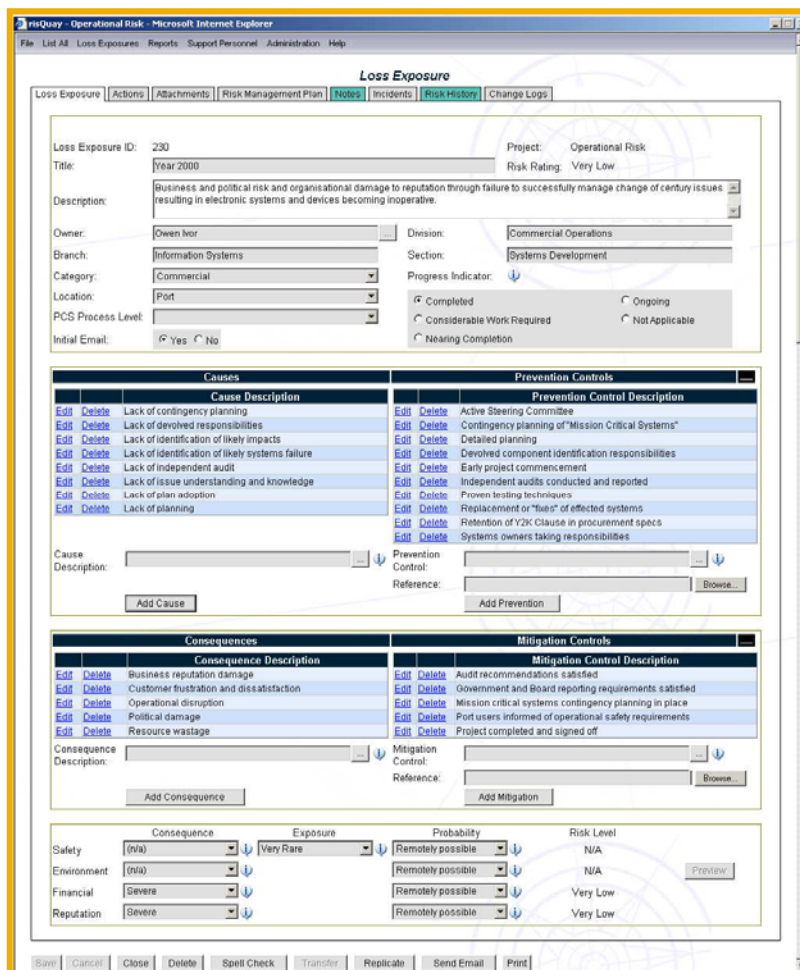 risQuay - Operational Risk - Microsoft Internet Explorer
File List All Loss Exposures Reports Support Personnel Administration Help
Loss Exposure
Loss Exposure Actions Attachments Risk Management Plan Notes Incidents Risk History Change Logs
Loss Exposure ID: 230 Project: Operational Risk
Title: Year 2000 Risk Rating: Very Low
Description: Business and political risk and organisational damage to reputation through failure to successfully manage change of century issues
resulting in electronic systems and devices becoming inoperative.
Owner: Owen Ivor ... Division: Commercial Operations
Branch: Information Systems Section: Systems Development
Category: Commercial Progress Indicator:
Location: Port Completed Ongoing
PCS Process Level: Considerable Work Required Not Applicable
Initial Email: Yes No Nearing Completion
Causes Prevention Controls
Cause Description Prevention Control Description
Edit Delete Lack of contingency planning Edit Delete Active Steering Committee
Edit Delete Lack of devolved responsibilities Edit Delete Contingency planning of "Mission Critical Systems"
Edit Delete Lack of identification of likely impacts Edit Delete Detailed planning
Edit Delete Lack of identification of likely systems failure Edit Delete Devolved component identification responsibilities
Edit Delete Lack of independent audit Edit Delete Early project commencement
Edit Delete Lack of issue understanding and knowledge Edit Delete Independent audits conducted and reported
Edit Delete Lack of plan adoption Edit Delete Proven testing techniques
Edit Delete Lack of planning Edit Delete Replacement or "fixes" of effected systems
Edit Delete Retention of Y2K Clause in procurement specs
Edit Delete Systems owners taking responsibilities
Cause Description: ... Prevention Control: ...
Reference: Browse...
Add Cause Add Prevention
Consequences Mitigation Controls
Consequence Description Mitigation Control Description
Edit Delete Business reputation damage Edit Delete Audit recommendations satisfied
Edit Delete Customer frustration and dissatisfaction Edit Delete Government and Board reporting requirements satisfied
Edit Delete Operational disruption Edit Delete Mission critical systems contingency planning in place
Edit Delete Political damage Edit Delete Port users informed of operational safety requirements
Edit Delete Resource wastage Edit Delete Project completed and signed off
Consequence Description: ... Mitigation Control: ...
Reference: Browse...
Add Consequence Add Mitigation
Consequence Exposure Probability Risk Level
Safety (n/a) Very Rare Remotely possible N/A
Environment (n/a) Remotely possible N/A Preview
Financial Severe Remotely possible Very Low
Reputation Severe Remotely possible Very Low
Save Cancel Close Delete Spell Check Transfer Replicate Send Email Print